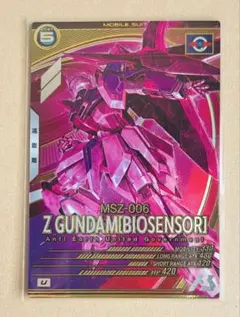 MOBILE SUIT
5
MSZ-006
Z GUNDAM[BIOSENSOR]
Anti Earth United Government
MOBILITY
LONG RANGE ATK
SHORT RANGE ATK 420
HP 420
U